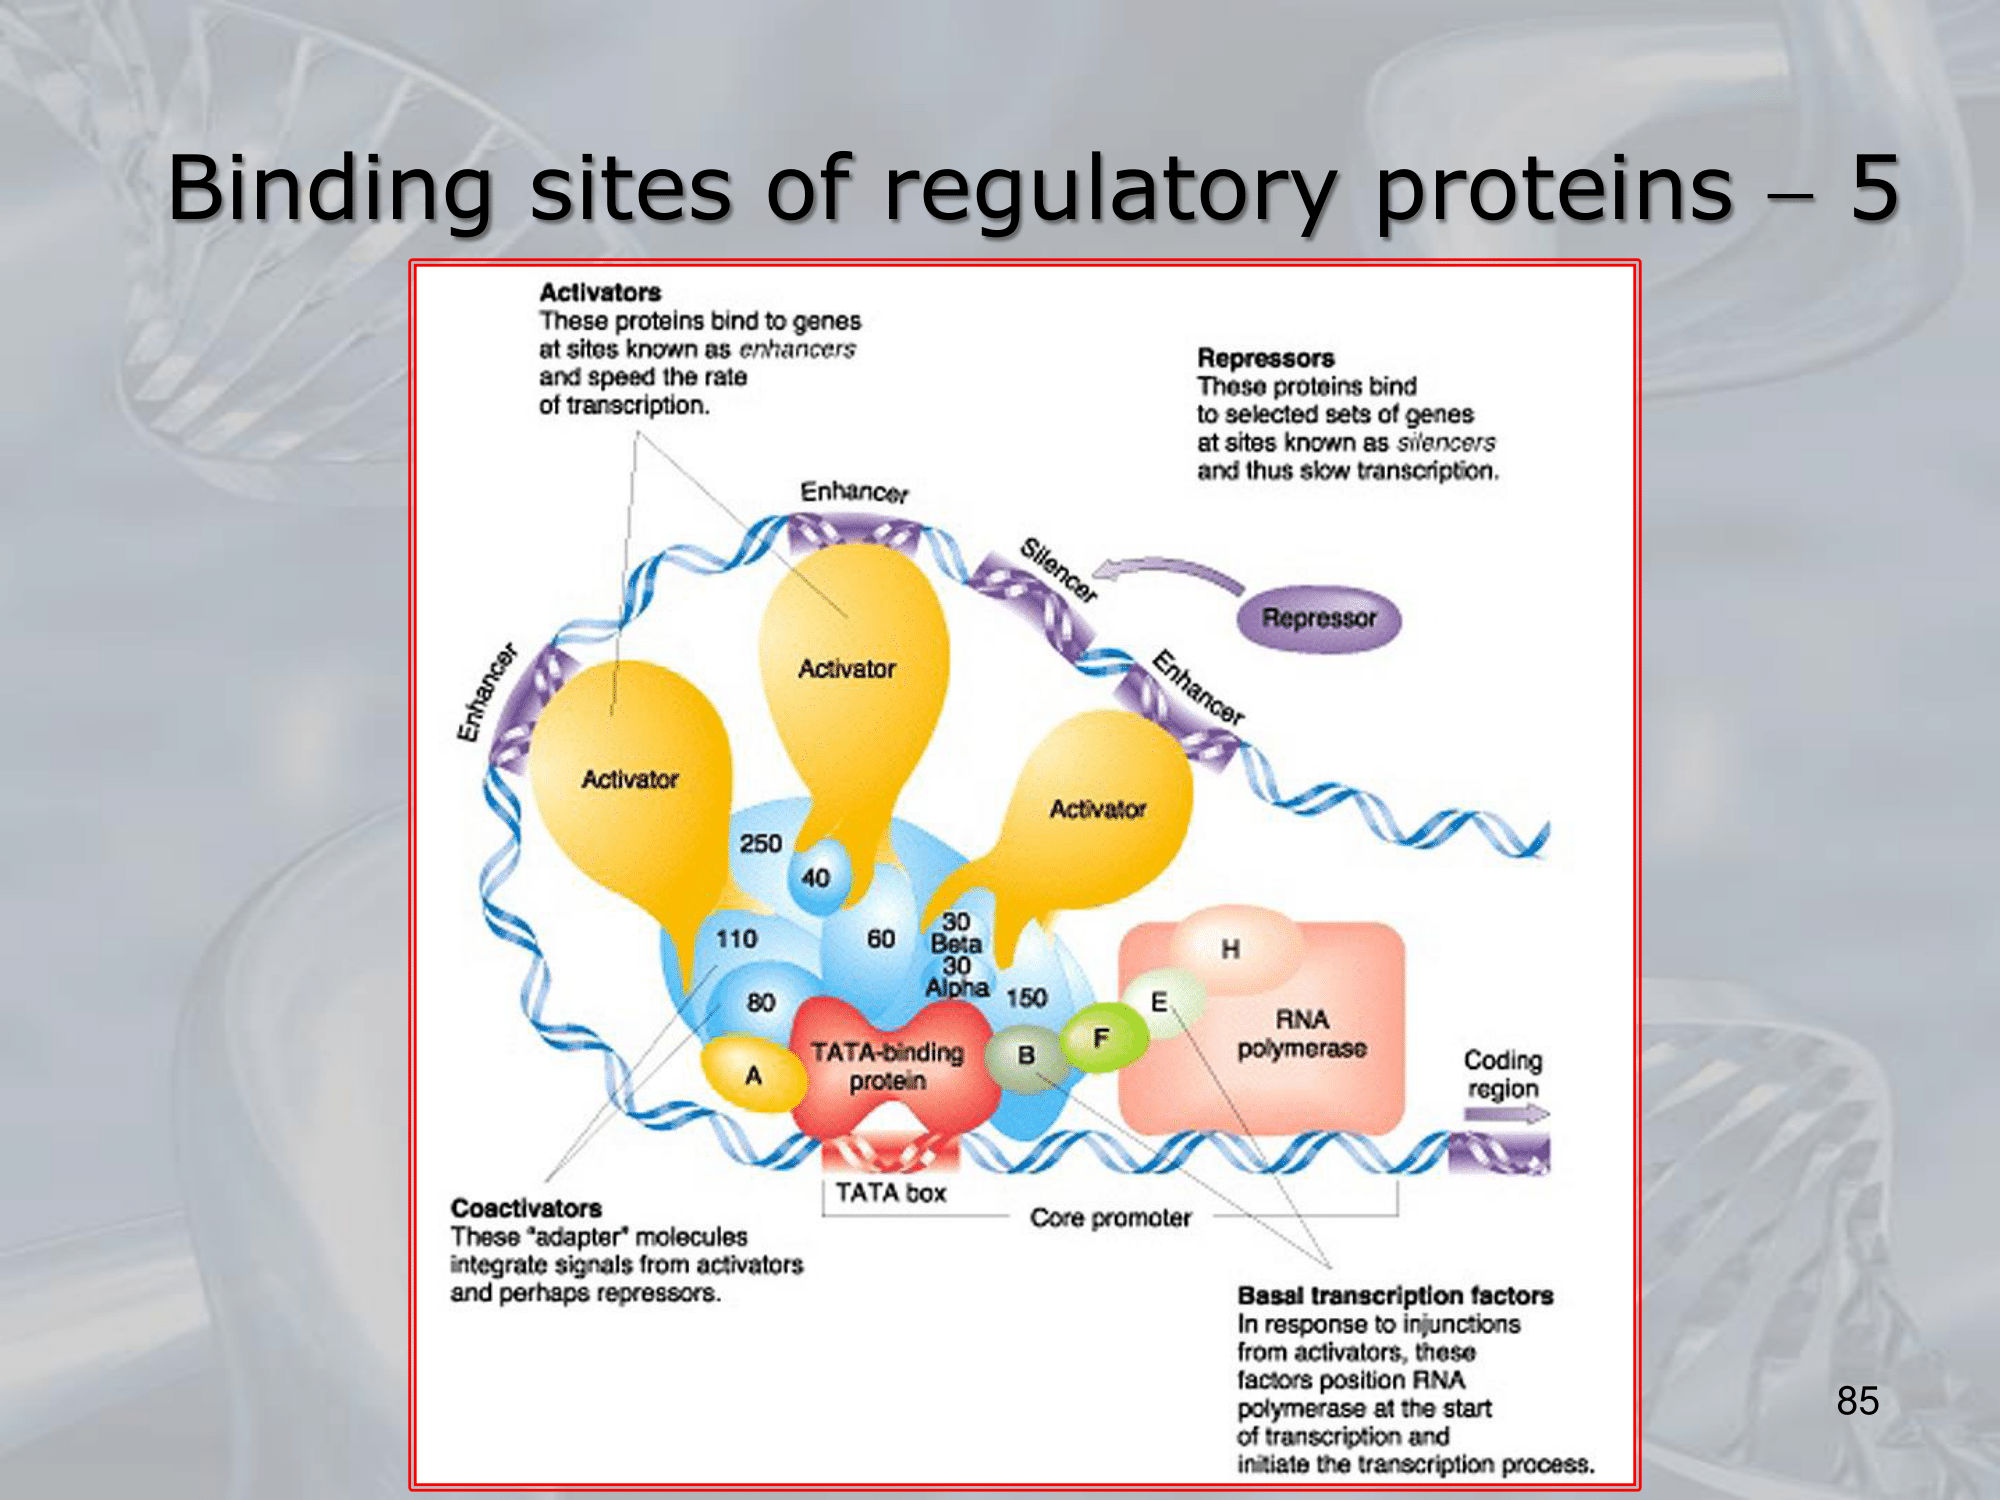 Binding sites of regulatory proteins – 5
Activators
These proteins bind to genes
at sites known as enhancers
and speed the rate
of transcription.
Repressors
These proteins bind
to selected sets of genes
at sites known as silencers
and thus slow transcription.
Enhancer
Silencer
Repressor
Enhancer
Enhancer
Activator
Activator
Activator
250
40
110
60
30
Beta
30
Alpha
80
150
H
E
F
B
A
TATA-binding
protein
RNA
polymerase
Coding
region
TATA box
Core promoter
Coactivators
These "adapter" molecules
integrate signals from activators
and perhaps repressors.
Basal transcription factors
In response to injunctions
from activators, these
factors position RNA
polymerase at the start
of transcription and
initiate the transcription process.
85